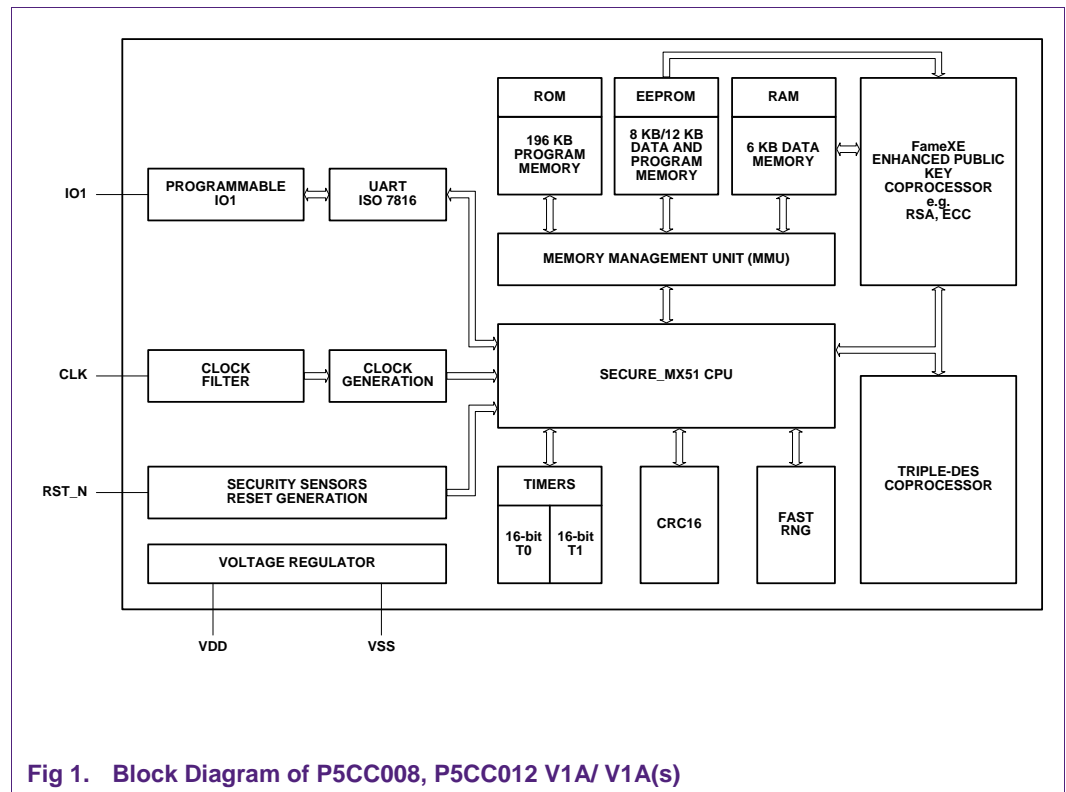 ROM
196 KB
PROGRAM
MEMORY
EEPROM
8 KB/12 KB
DATA AND
PROGRAM
MEMORY
RAM
6 KB DATA
MEMORY
FameXE
ENHANCED PUBLIC
KEY
COPROCESSOR
e.g.
RSA, ECC
IO1
PROGRAMMABLE
IO1
UART
ISO 7816
MEMORY MANAGEMENT UNIT (MMU)
CLK
CLOCK
FILTER
CLOCK
GENERATION
SECURE_MX51 CPU
RST_N
SECURITY SENSORS
RESET GENERATION
TIMERS
16-bit
T0
16-bit
T1
CRC16
FAST
RNG
TRIPLE-DES
COPROCESSOR
VOLTAGE REGULATOR
VDD
VSS
Fig 1. Block Diagram of P5CC008, P5CC012 V1A/ V1A(s)